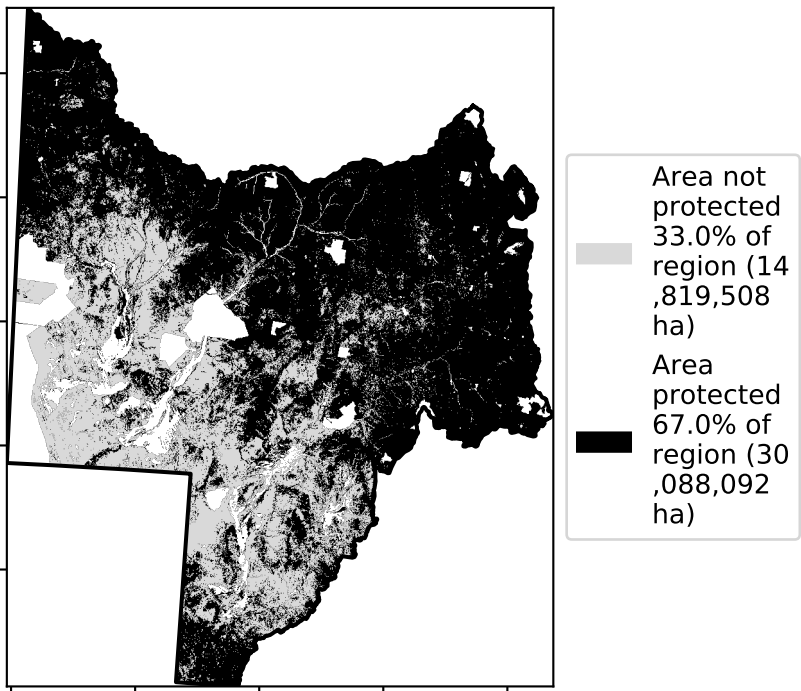 Area not
protected
33.0% of
region (14
,819,508
ha)
Area
protected
67.0% of
region (30
,088,092
ha)